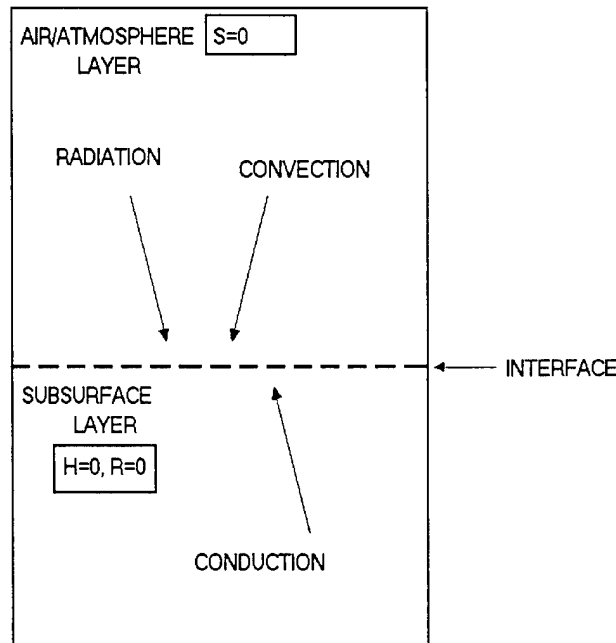 AIR/ATMOSPHERE
LAYER
S=0
RADIATION
CONVECTION
INTERFACE
SUBSURFACE
LAYER
H=0, R=0
CONDUCTION